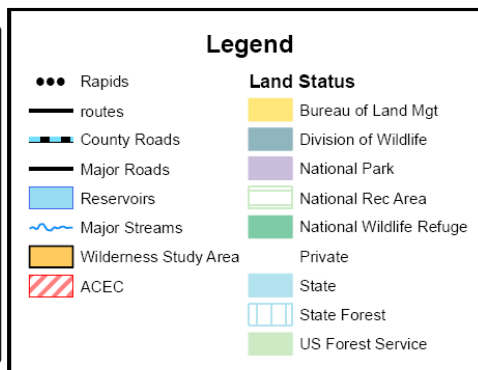 Legend
Rapids
routes
County Roads
Major Roads
Reservoirs
Major Streams
Wilderness Study Area
ACEC
Land Status
Bureau of Land Mgt
Division of Wildlife
National Park
National Rec Area
National Wildlife Refuge
Private
State
State Forest
US Forest Service